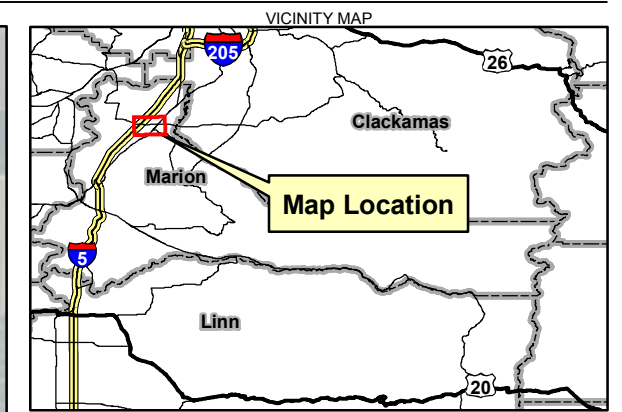 VICINITY MAP
205
26
Clackamas
Marion
Map Location
5
Linn
20